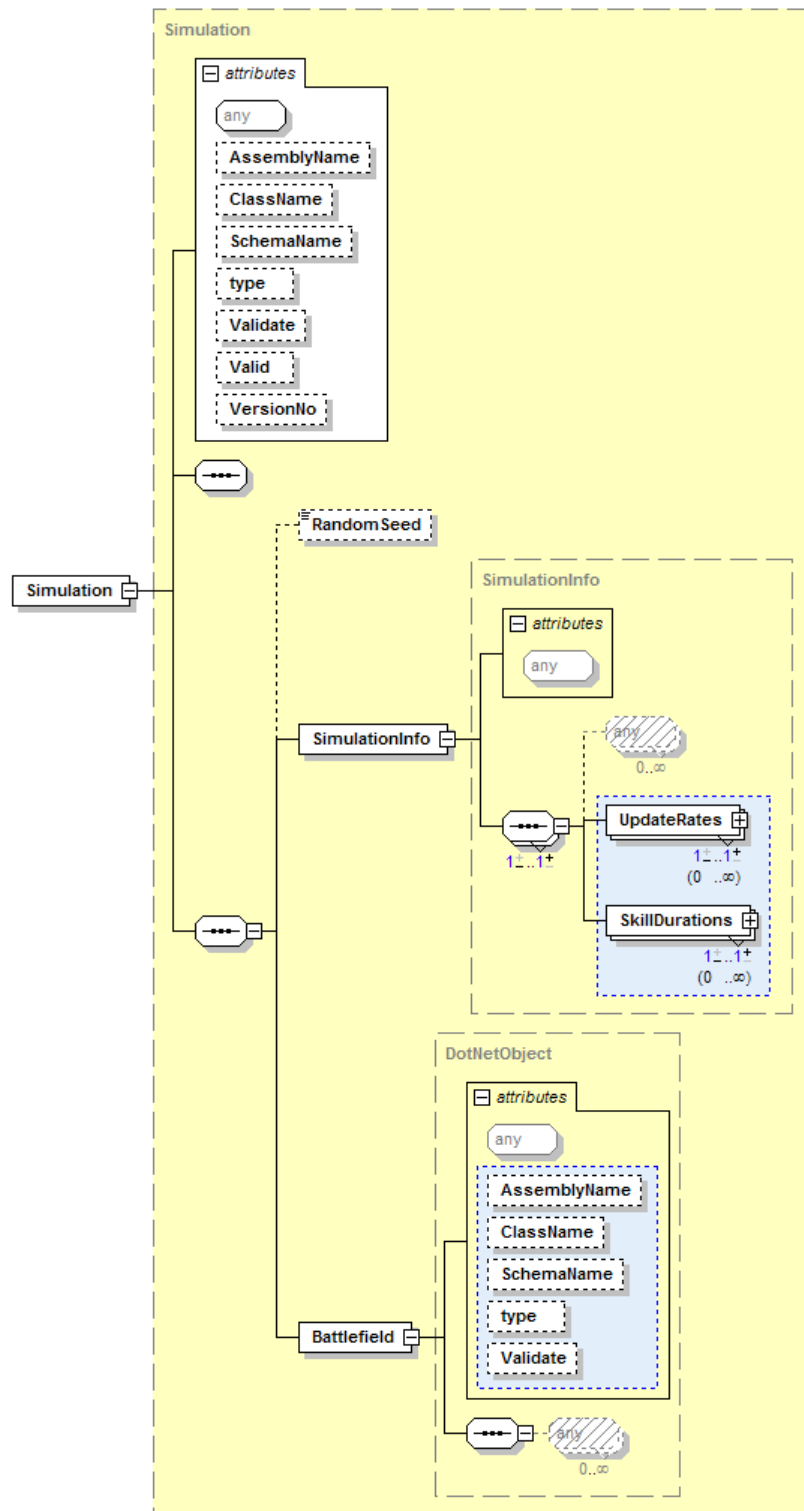 Simulation
attributes
any
AssemblyName
ClassName
SchemaName
type
Validate
Valid
VersionNo
RandomSeed
Simulation
SimulationInfo
attributes
any
SimulationInfo
any
0..∞
UpdateRates
1±..1±
(0 ..∞)
1±..1±
SkillDurations
1±..1±
(0 ..∞)
DotNetObject
attributes
any
AssemblyName
ClassName
SchemaName
type
Validate
Battlefield
any
0..∞